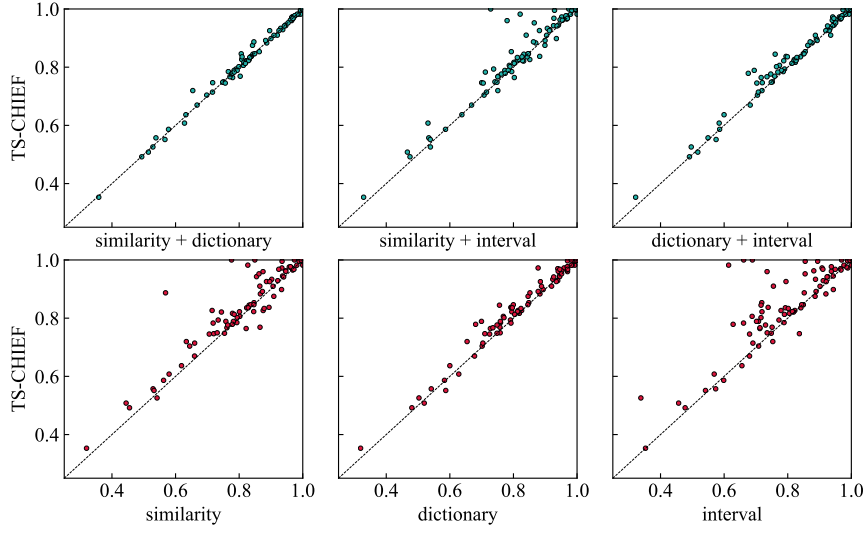 1.0
0.8
0.6
0.4
TS-CHIEF
similarity + dictionary
similarity + interval
dictionary + interval
1.0
0.8
0.6
0.4
TS-CHIEF
0.4 0.6 0.8 1.0
0.4 0.6 0.8 1.0
0.4 0.6 0.8 1.0
similarity
dictionary
interval